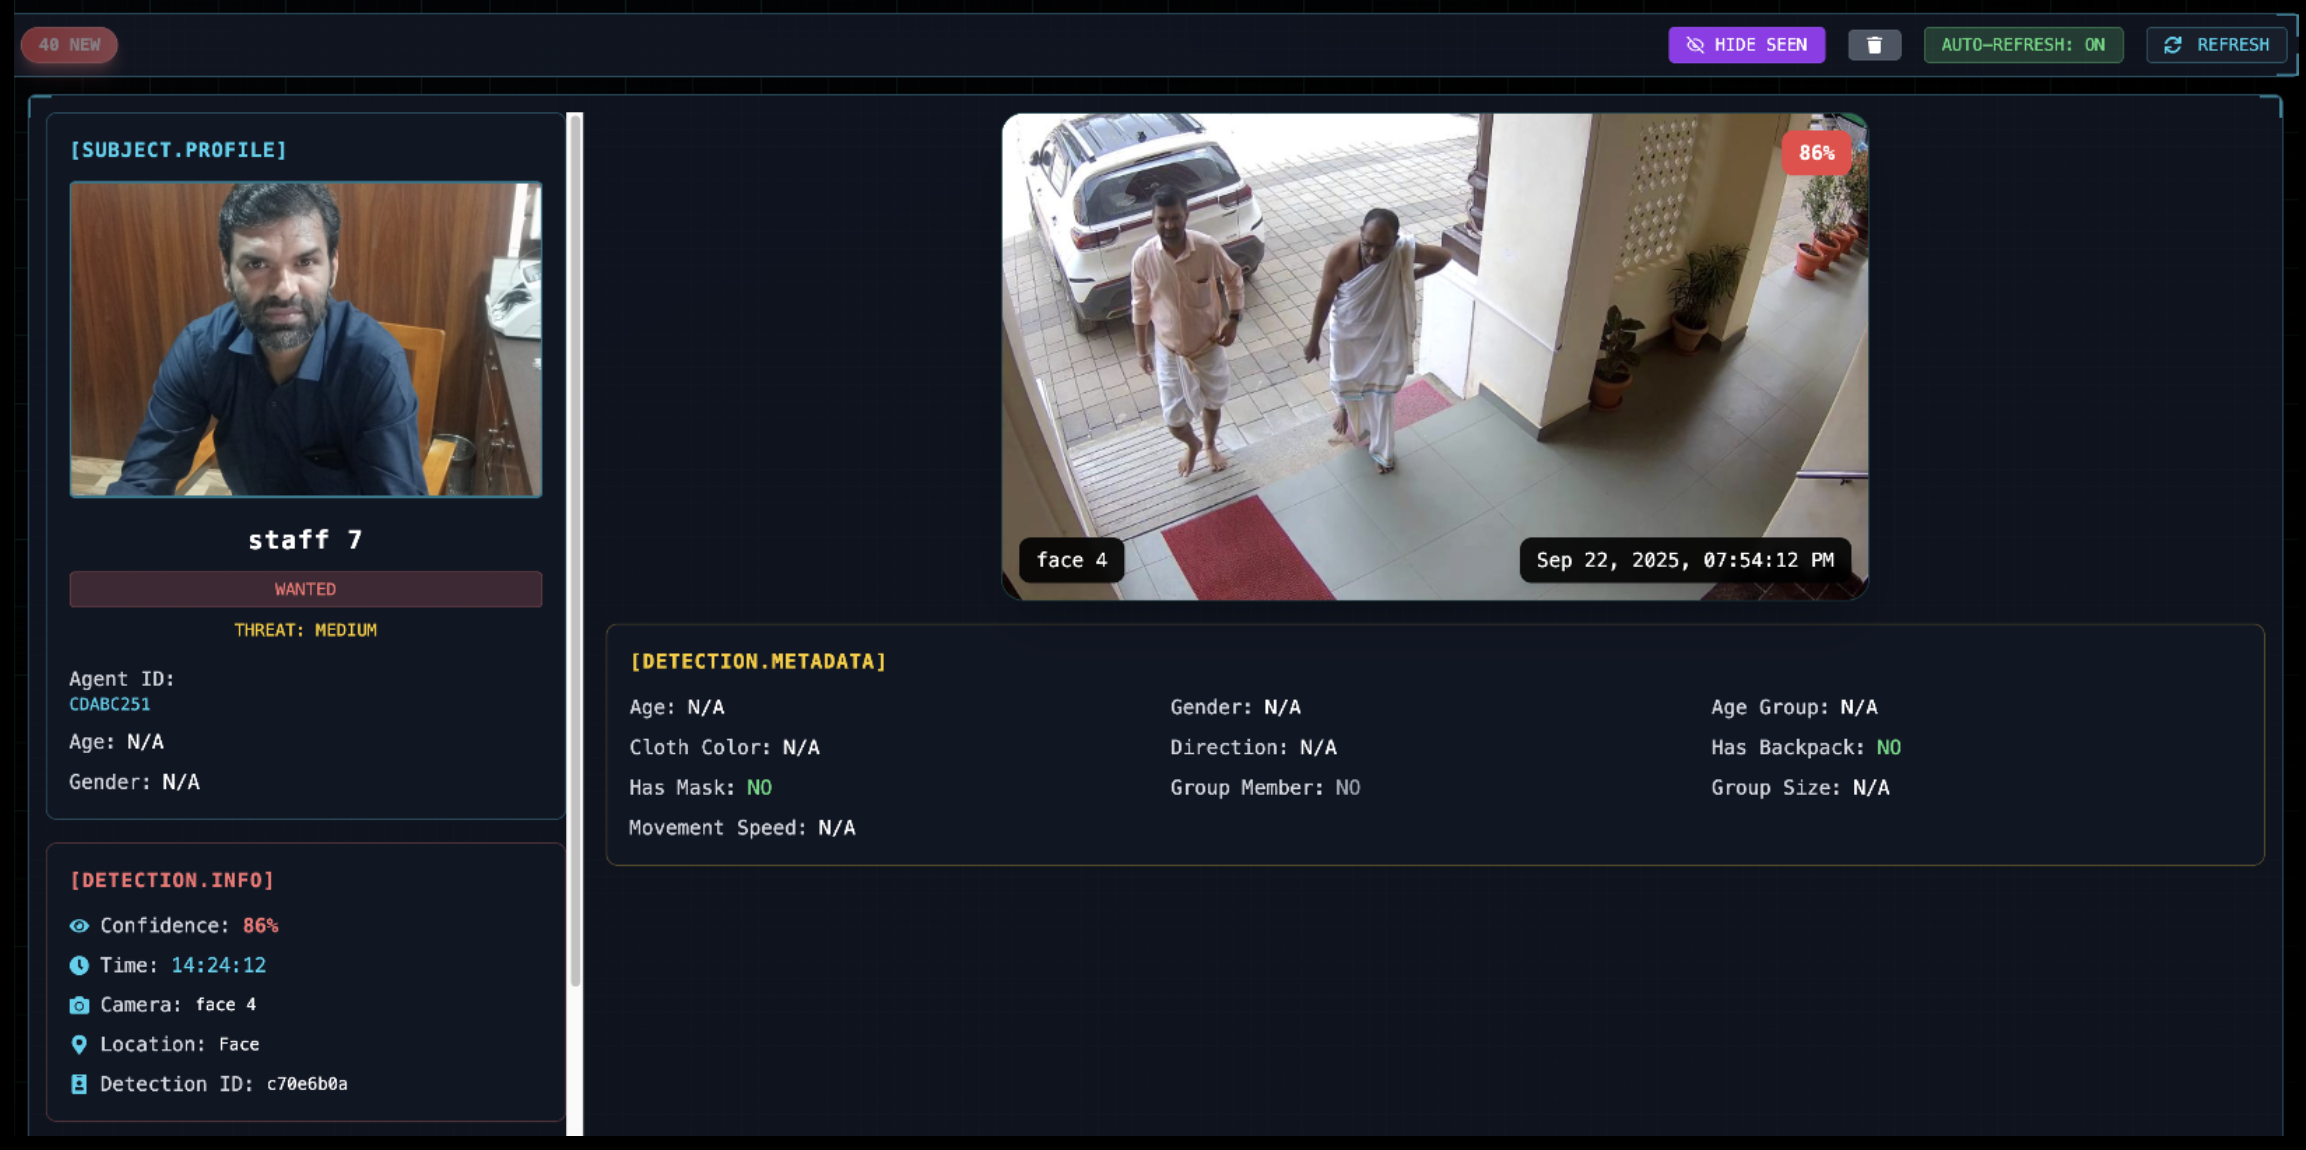 40 NEW
HIDE SEEN
AUTO-REFRESH: ON
REFRESH
[SUBJECT.PROFILE]
staff 7
WANTED
THREAT: MEDIUM
Agent ID:
CDABC251
Age: N/A
Gender: N/A
[DETECTION.INFO]
Confidence: 86%
Time: 14:24:12
Camera: face 4
Location: Face
Detection ID: c70e6b0a
86%
face 4
Sep 22, 2025, 07:54:12 PM
[DETECTION.METADATA]
Age: N/A
Gender: N/A
Age Group: N/A
Cloth Color: N/A
Direction: N/A
Has Backpack: NO
Has Mask: NO
Group Member: NO
Group Size: N/A
Movement Speed: N/A